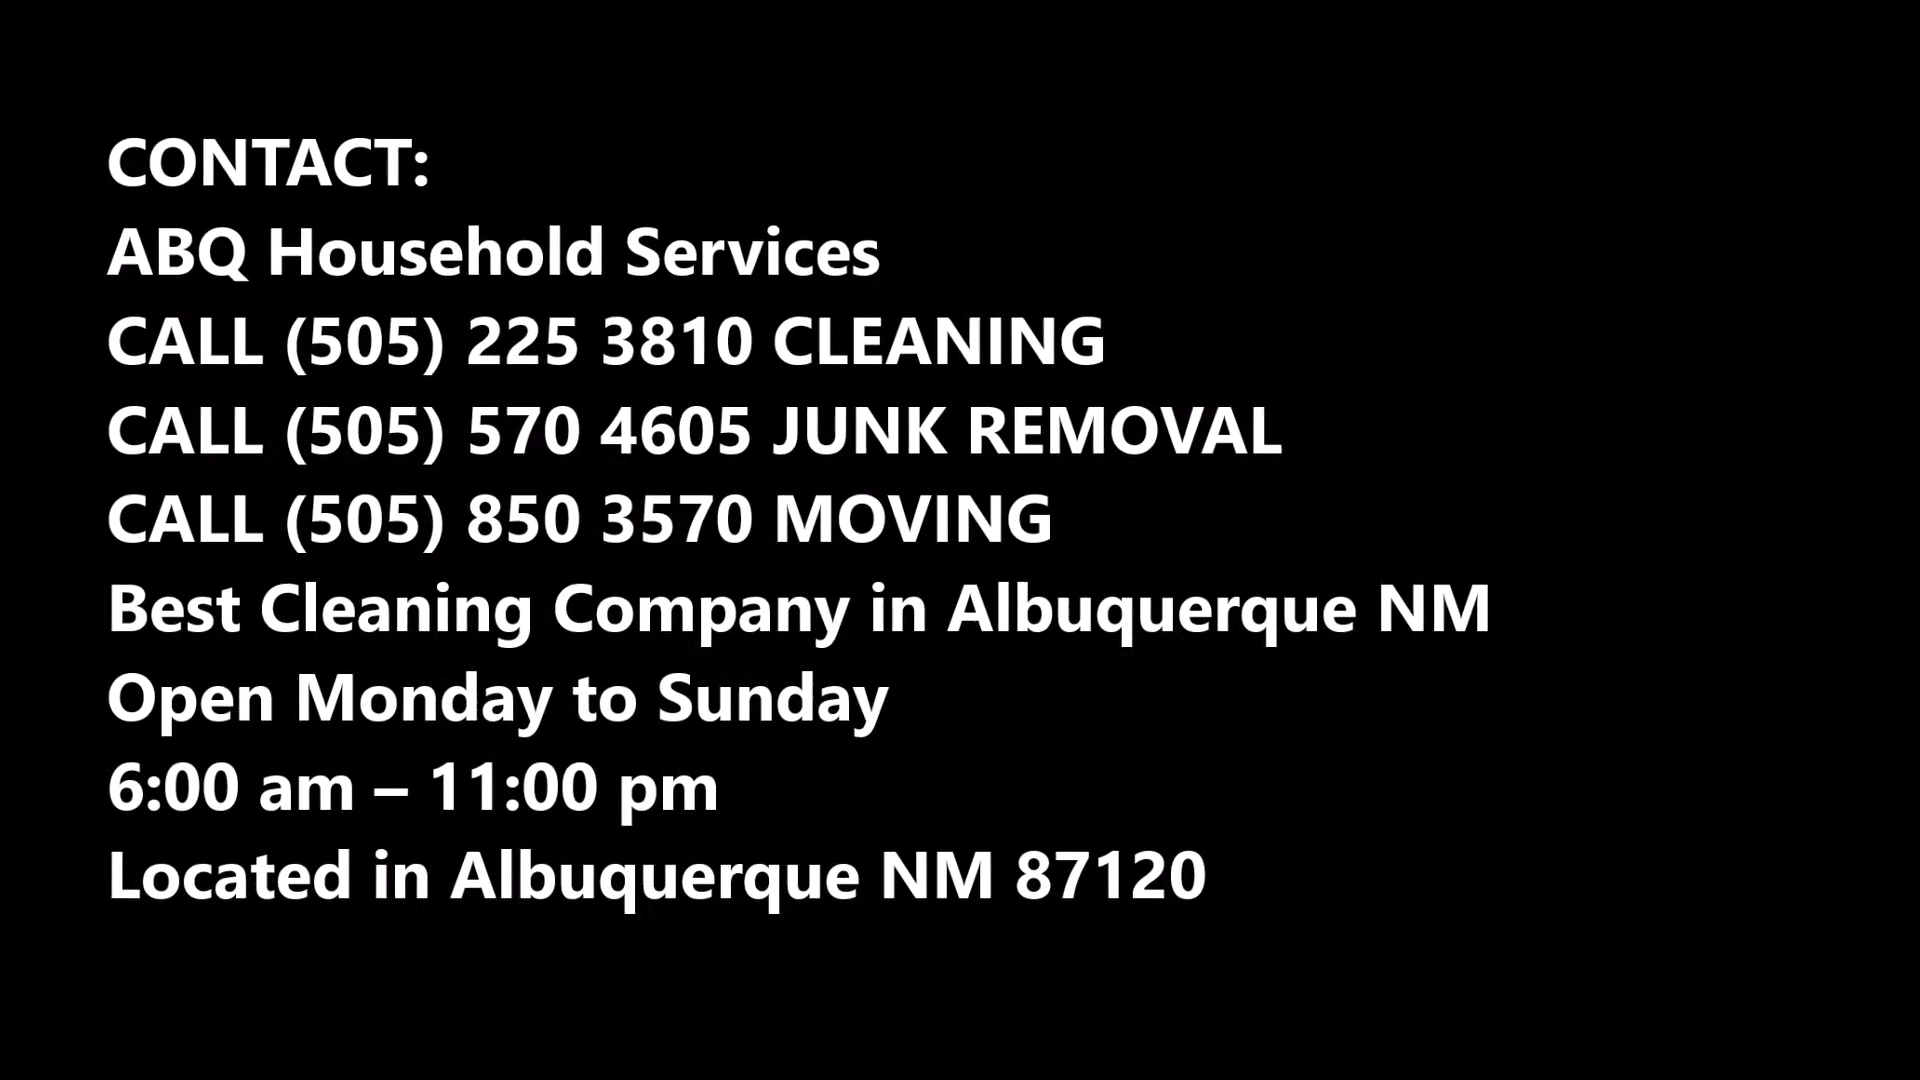 CONTACT:
ABQ Household Services
CALL (505) 225 3810 CLEANING
CALL (505) 570 4605 JUNK REMOVAL
CALL (505) 850 3570 MOVING
Best Cleaning Company in Albuquerque NM
Open Monday to Sunday
6:00 am – 11:00 pm
Located in Albuquerque NM 87120